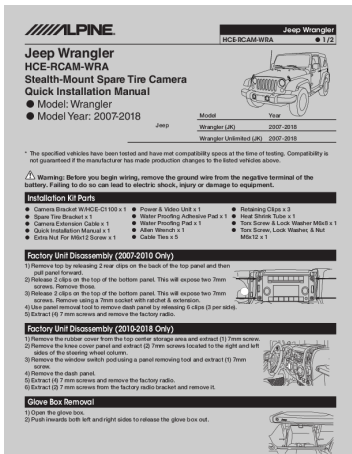 ALPINE.
Jeep Wrangler
HCE-RCAM-WRA ● 1/2
Jeep Wrangler
HCE-RCAM-WRA
Stealth-Mount Spare Tire Camera
Quick Installation Manual
● Model: Wrangler
● Model Year: 2007-2018
Model Year
Jeep Wrangler (JK) 2007-2018
Wrangler Unlimited (JK) 2007-2018
* The specified vehicles have been tested and have met compatibility specs at the time of testing. Compatibility is
not guaranteed if the manufacturer has made production changes to the listed vehicles above.
Warning: Before you begin wiring, remove the ground wire from the negative terminal of the
battery. Failing to do so can lead to electric shock, injury or damage to equipment.
Installation Kit Parts
● Camera Bracket W/HCE-C1100 x 1
● Spare Tire Bracket x 1
● Camera Extension Cable x 1
● Quick Installation Manual x 1
● Extra Nut For M6x12 Screw x 1
● Power & Video Unit x 1
● Water Proofing Adhesive Pad x 1
● Water Proofing Pad x 1
● Allen Wrench x 1
● Cable Ties x 5
● Retaining Clips x 3
● Heat Shrink Tube x 1
● Torx Screw & Lock Washer M6x8 x 1
● Torx Screw, Lock Washer, & Nut
M6x12 x 1
Factory Unit Disassembly (2007-2010 Only)
1) Remove top by releasing 2 rear clips on the back of the top panel and then
pull panel forward.
2) Release 2 clips on the top of the bottom panel. This will expose two 7mm
screws. Remove those.
3) Release 2 clips on the top of the bottom panel. This will expose two 7mm
screws. Remove using a 7mm socket with ratchet & extension.
4) Use panel removal tool to remove dash panel by releasing 6 clips (3 per side).
5) Extract (4) 7 mm screws and remove the factory radio.
Factory Unit Disassembly (2010-2018 Only)
1) Remove the rubber cover from the top center storage area and extract (1) 7mm screw.
2) Remove the knee cover panel and extract (2) 7mm screws located to the right and left
sides of the steering wheel column.
3) Remove the window switch pod using a panel removing tool and extract (1) 7mm
screw.
4) Remove the dash panel.
5) Extract (4) 7 mm screws and remove the factory radio.
6) Extract (2) 7 mm screws from the factory radio bracket and remove it.
Glove Box Removal
1) Open the glove box.
2) Push inwards both left and right sides to release the glove box out.